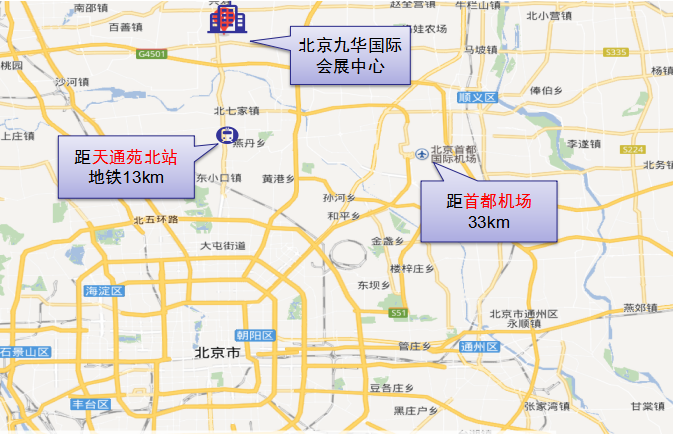 南邵镇
赵全营镇
牛栏山镇
北小营镇
百善镇
马坡镇
S335
G4501
北京九华国际
会展中心
桃园
沙河镇
杨镇
顺义区
俸伯乡
北七家镇
上庄镇
燕丹乡
李遂镇
S224
距天通苑北站
地铁13km
北京首都
国际机场
北务镇
东小口镇
黄港乡
孙河乡
距首都机场
33km
和平乡
北五环路
大屯街道
金盏乡
楼梓庄乡
海淀区
东坝乡
S51
北京市通州区
永顺镇
燕郊镇
朝阳区
管庄乡
通州区
石景山区
北京市
豆各庄乡
丰台区
黑庄户乡
张家湾镇
甘棠镇